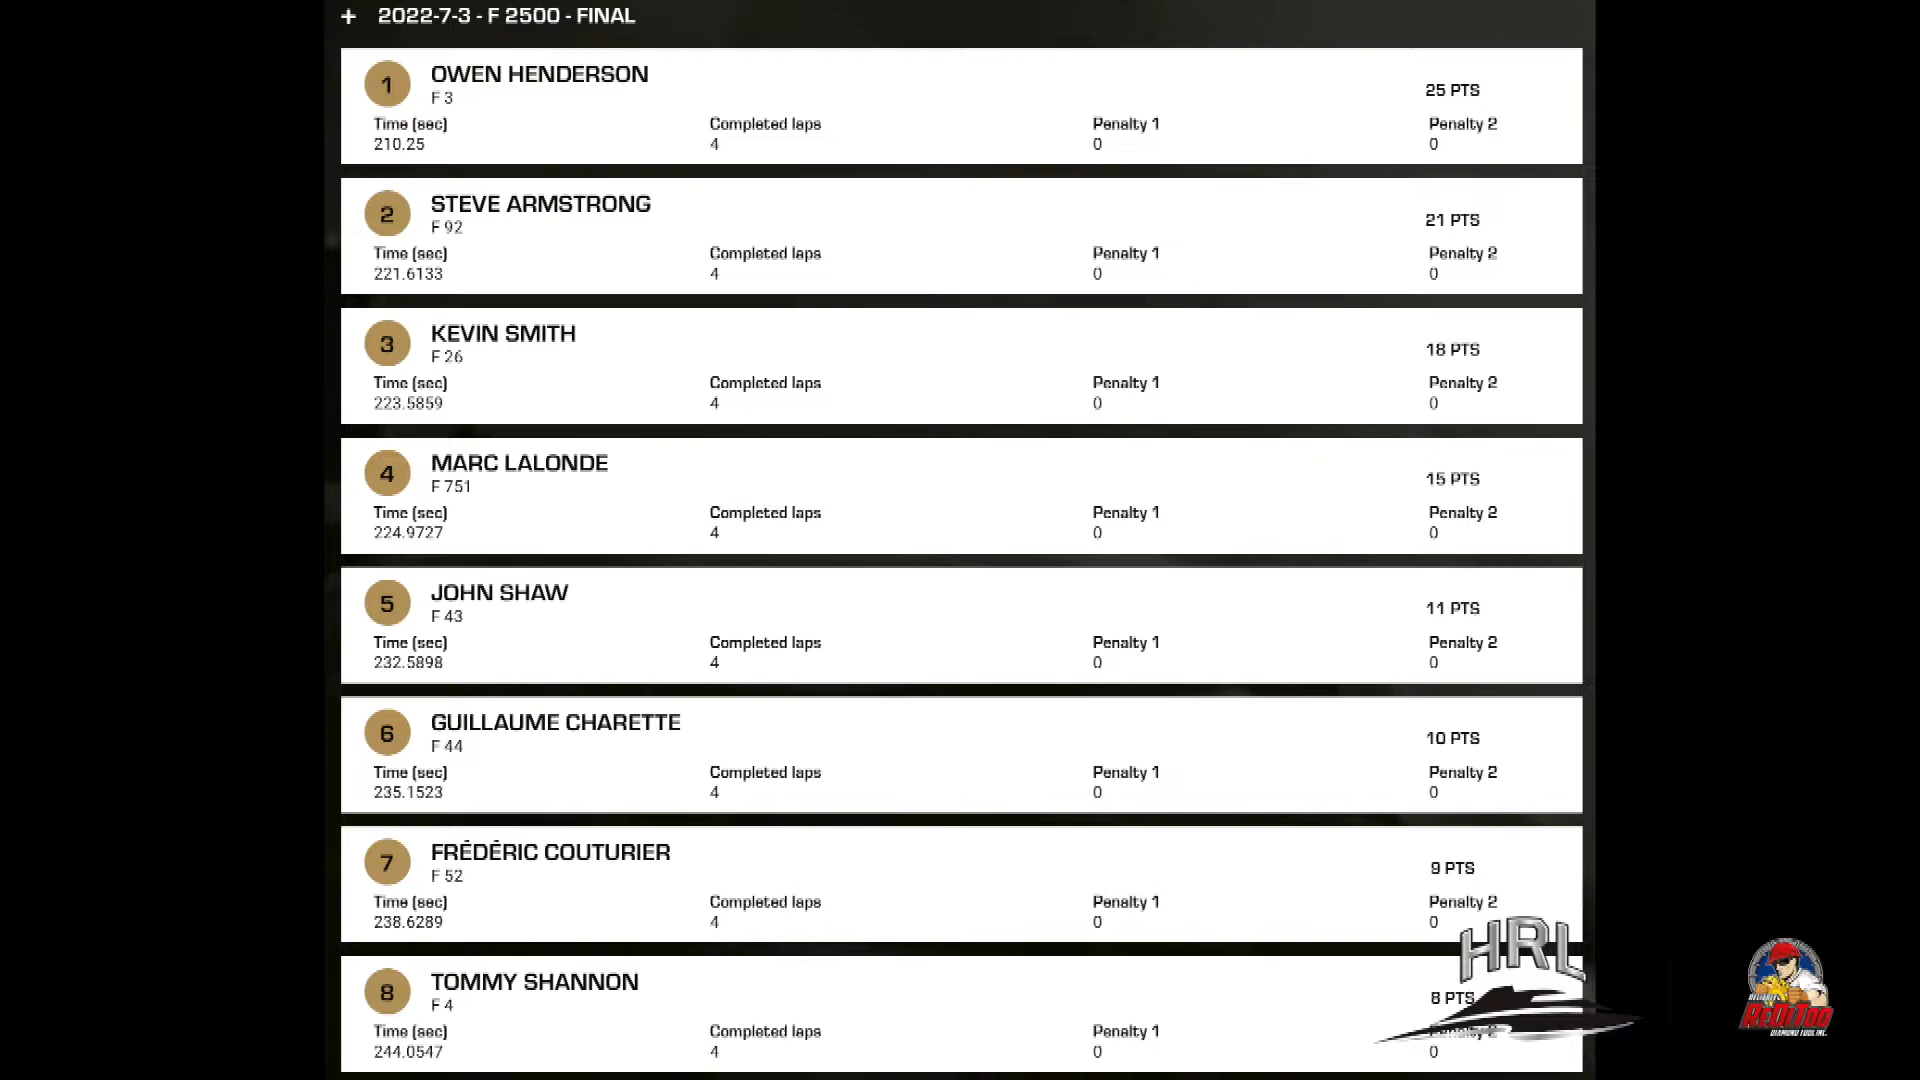 + 2022-7-3 - F 2500 - FINAL
1 OWEN HENDERSON
F 3
25 PTS
Time (sec) Completed laps Penalty 1 Penalty 2
210.25 4 0 0
2 STEVE ARMSTRONG
F 92
21 PTS
Time (sec) Completed laps Penalty 1 Penalty 2
221.6133 4 0 0
3 KEVIN SMITH
F 26
18 PTS
Time (sec) Completed laps Penalty 1 Penalty 2
223.5859 4 0 0
4 MARC LALONDE
F 751
15 PTS
Time (sec) Completed laps Penalty 1 Penalty 2
224.9727 4 0 0
5 JOHN SHAW
F 43
11 PTS
Time (sec) Completed laps Penalty 1 Penalty 2
232.5898 4 0 0
6 GUILLAUME CHARETTE
F 44
10 PTS
Time (sec) Completed laps Penalty 1 Penalty 2
235.1523 4 0 0
7 FRÉDÉRIC COUTURIER
F 52
9 PTS
Time (sec) Completed laps Penalty 1 Penalty 2
238.6289 4 0 0
HRL
8 TOMMY SHANNON
F 4
8 PTS
Time (sec) Completed laps Penalty 1 Penalty 2
244.0547 4 0 0
DIAMOND TOOL INC.